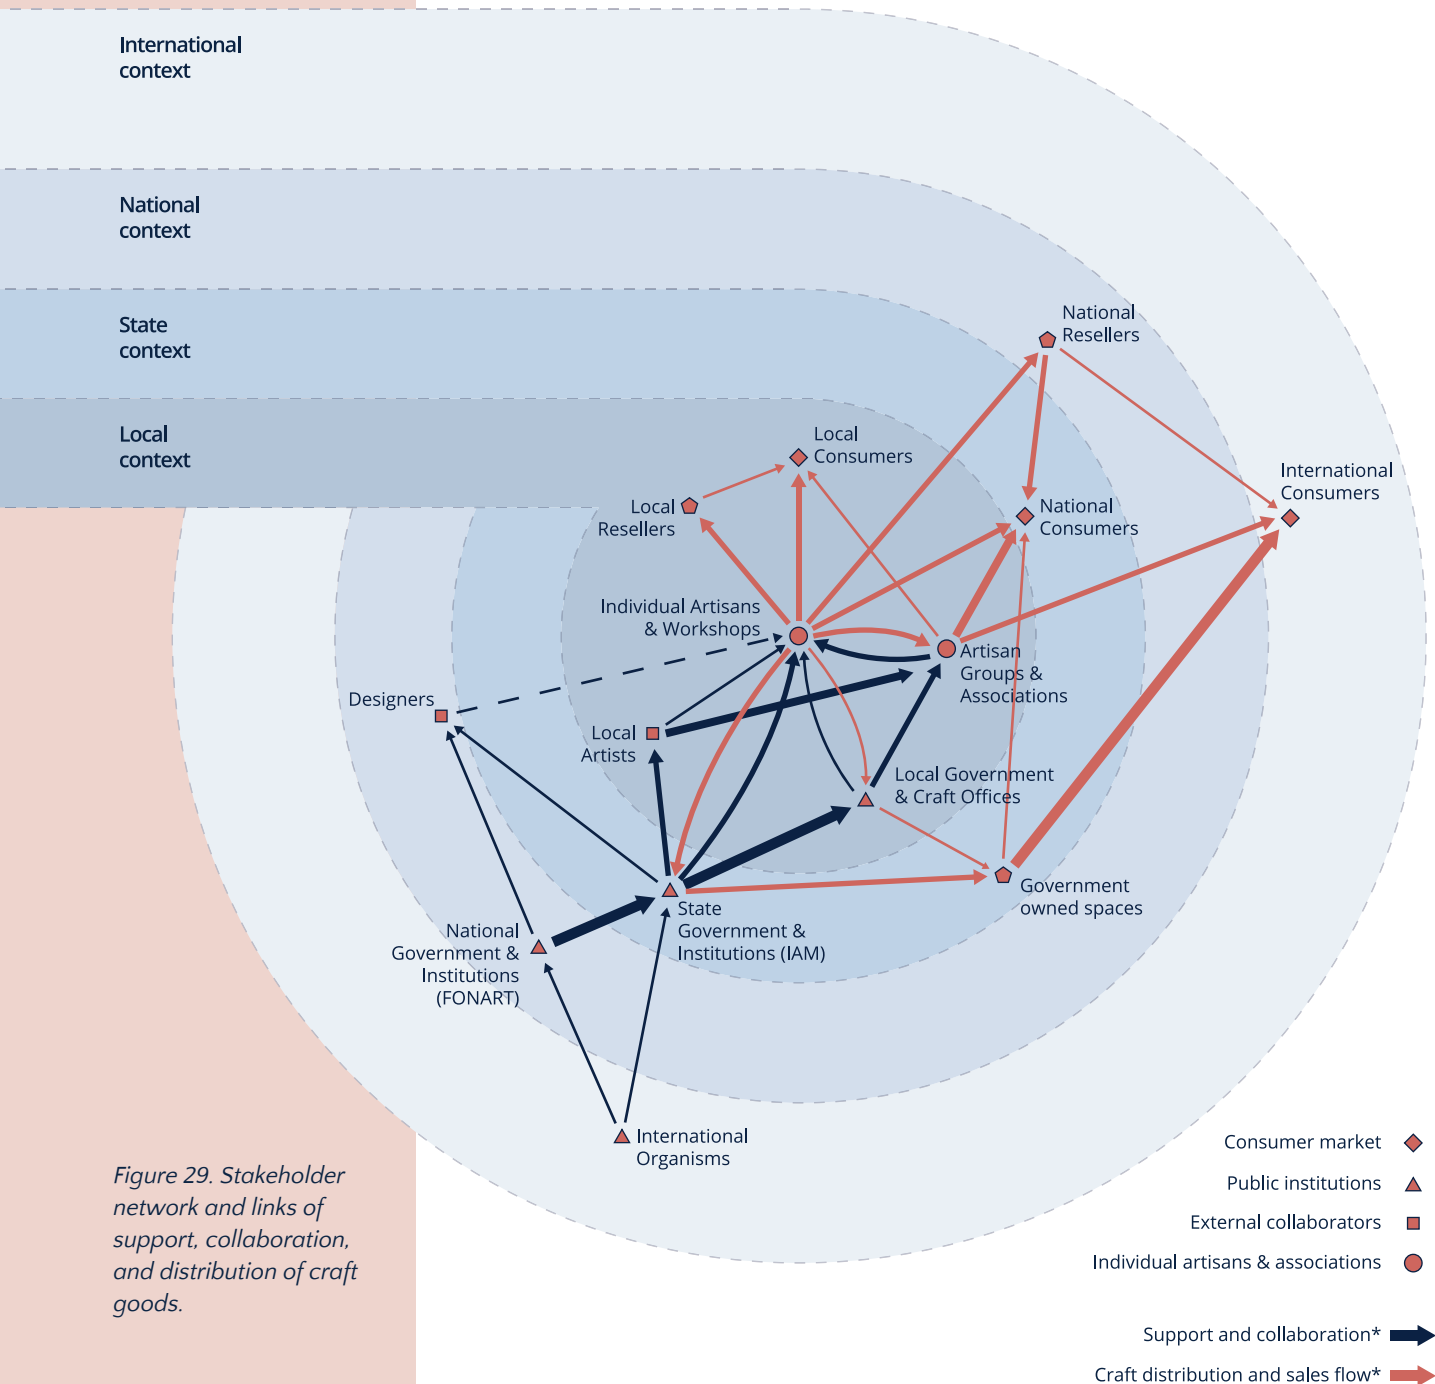 International
context
National
context
State
context
Local
context
National
Resellers
Local
Consumers
International
Consumers
Local
Resellers
National
Consumers
Individual Artisans
& Workshops
Artisan
Groups &
Associations
Designers
Local
Artists
Local Government
& Craft Offices
Government
owned spaces
State
Government &
Institutions (IAM)
National
Government &
Institutions
(FONART)
International
Organisms
Figure 29. Stakeholder
network and links of
support, collaboration,
and distribution of craft
goods.
Consumer market
Public institutions
External collaborators
Individual artisans & associations
Support and collaboration*
Craft distribution and sales flow*